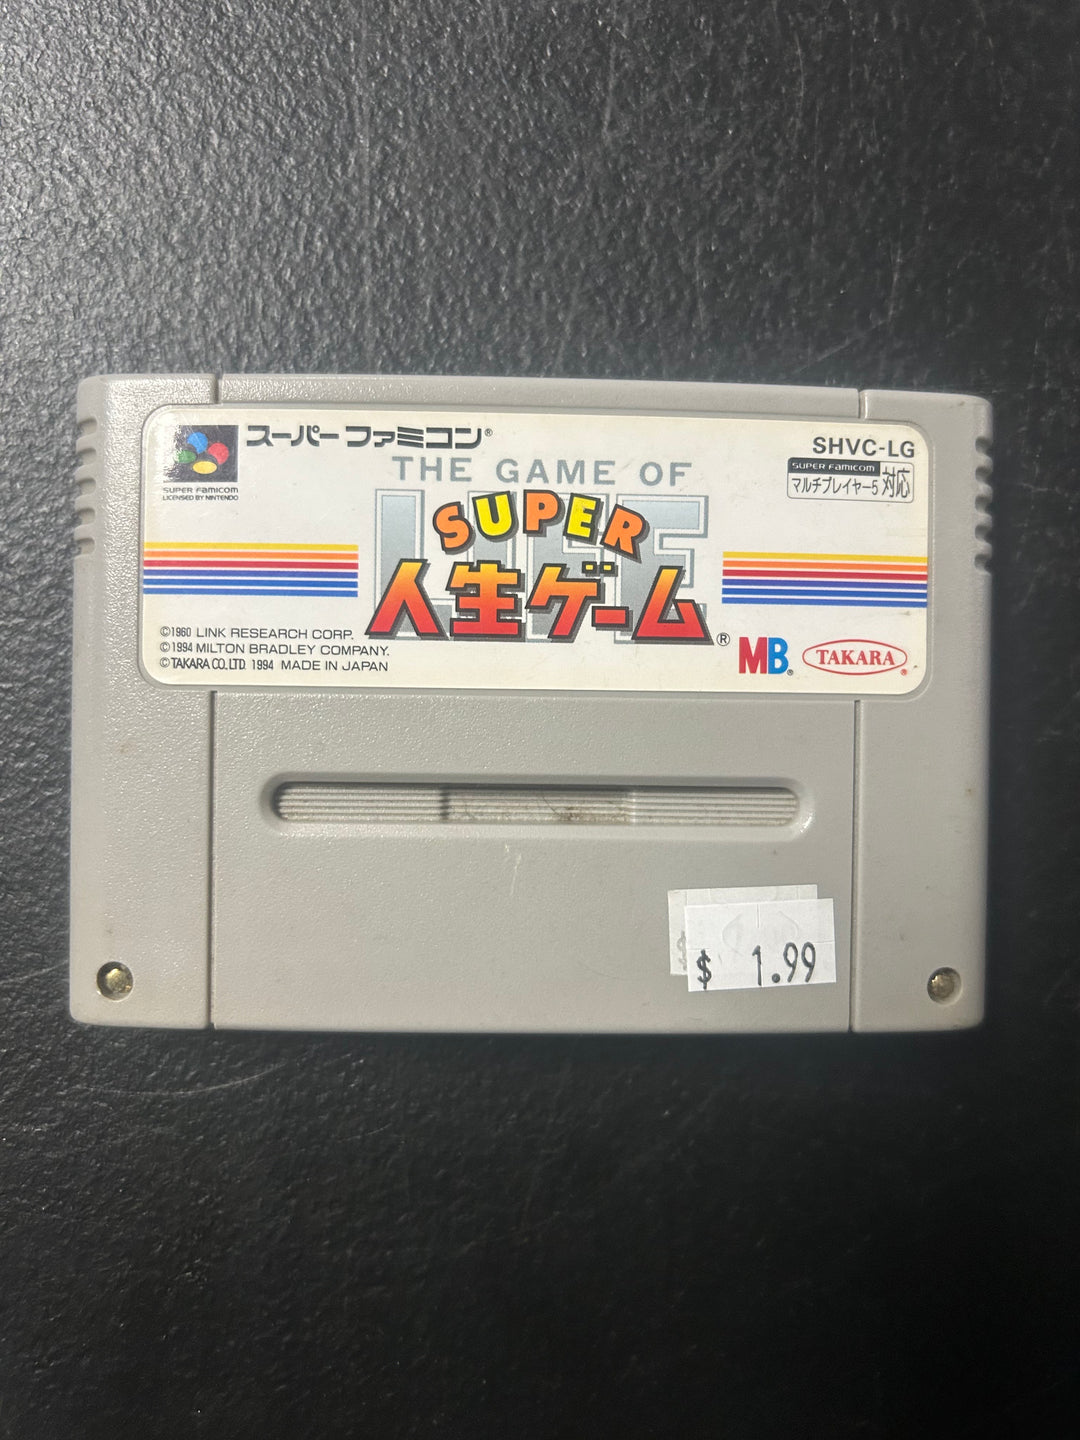 スーパーファミコン®
SUPER FAMICOM
LICENSED BY NINTENDO
SHVC-LG
SUPER FAMICOM
マルチプレイヤー5対応
THE GAME OF
LIFE
SUPER
人生ゲーム®
©1960 LINK RESEARCH CORP.
©1994 MILTON BRADLEY COMPANY.
©TAKARA CO.,LTD. 1994 MADE IN JAPAN
MB®
TAKARA®
$ 1.99